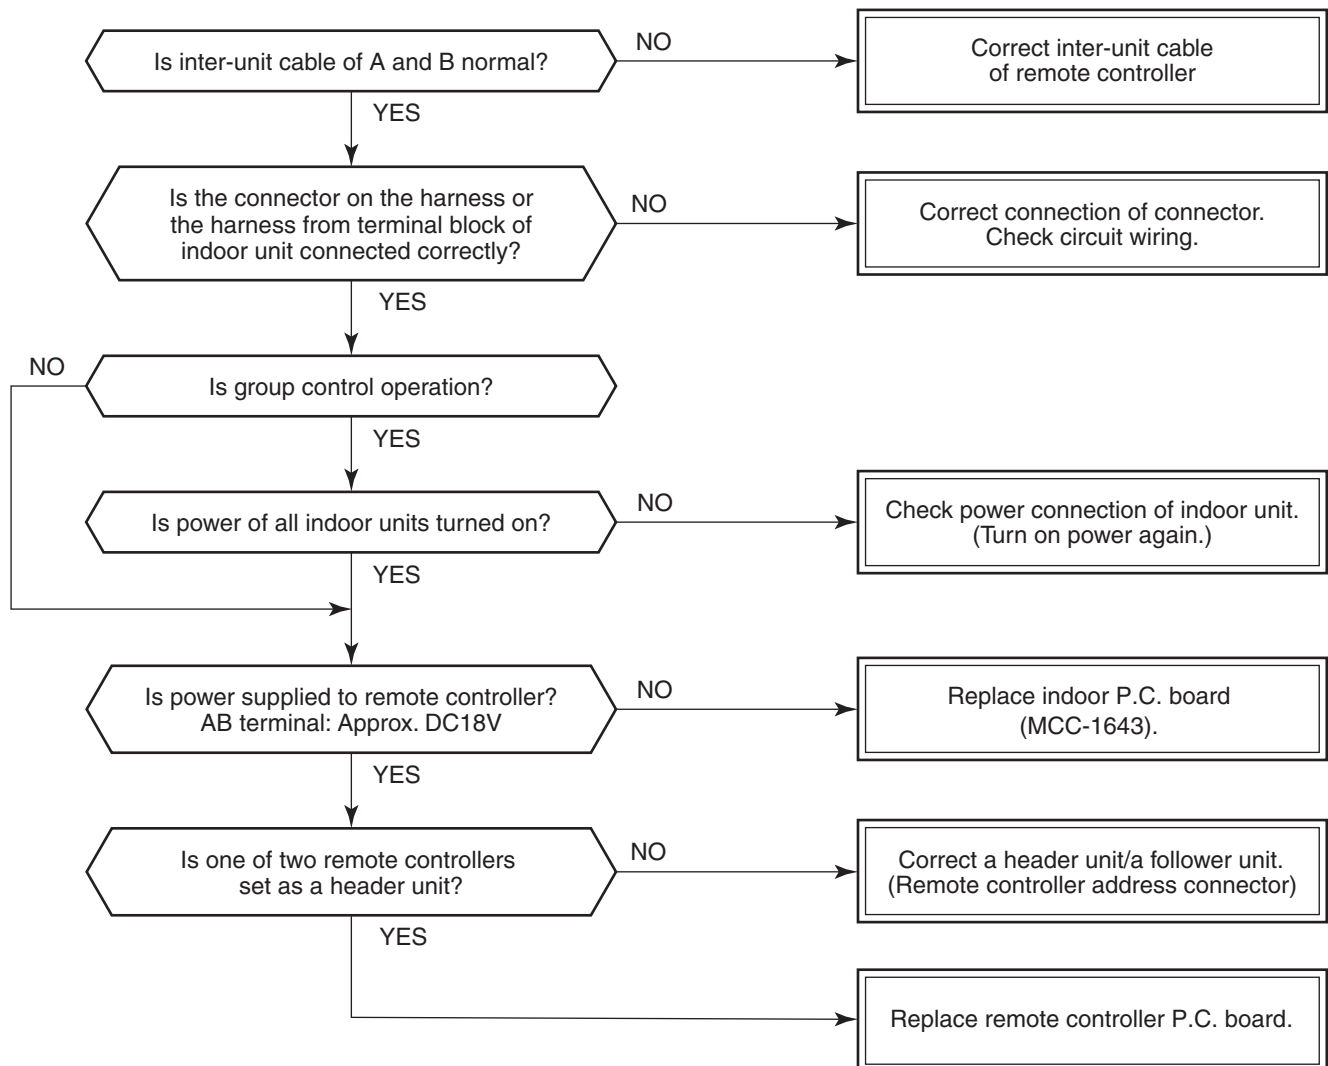 Is inter-unit cable of A and B normal?
NO
Correct inter-unit cable
of remote controller
YES
Is the connector on the harness or
the harness from terminal block of
indoor unit connected correctly?
NO
Correct connection of connector.
Check circuit wiring.
YES
NO
Is group control operation?
YES
Is power of all indoor units turned on?
NO
Check power connection of indoor unit.
(Turn on power again.)
YES
Is power supplied to remote controller?
AB terminal: Approx. DC18V
NO
Replace indoor P.C. board
(MCC-1643).
YES
Is one of two remote controllers
set as a header unit?
NO
Correct a header unit/a follower unit.
(Remote controller address connector)
YES
Replace remote controller P.C. board.